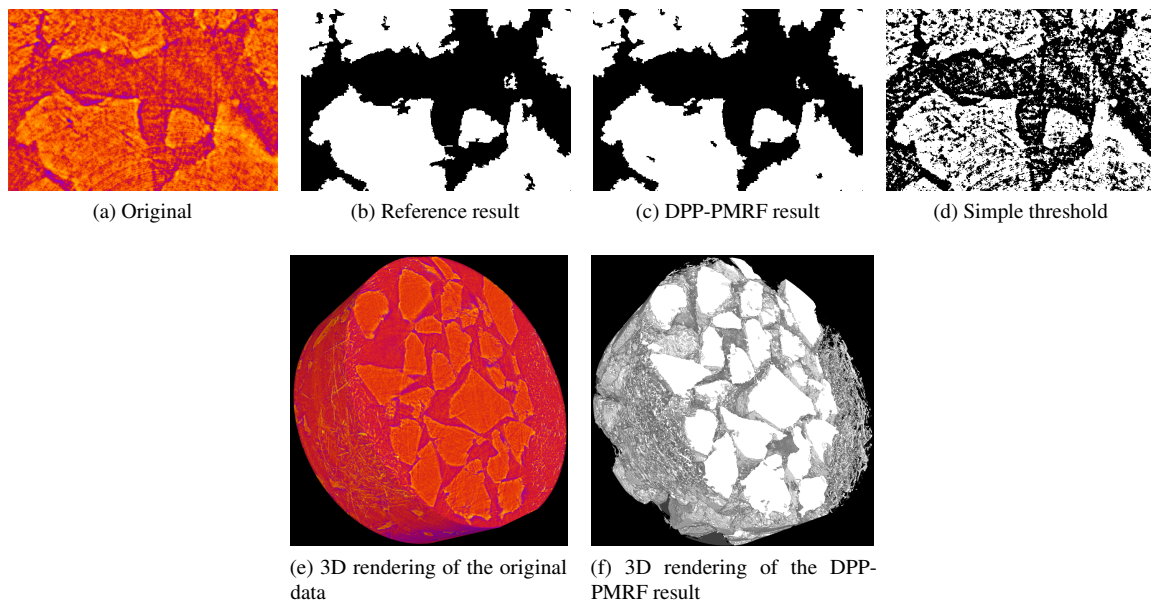 (a) Original
(b) Reference result
(c) DPP-PMRF result
(d) Simple threshold
(e) 3D rendering of the original
data
(f) 3D rendering of the DPP-
PMRF result